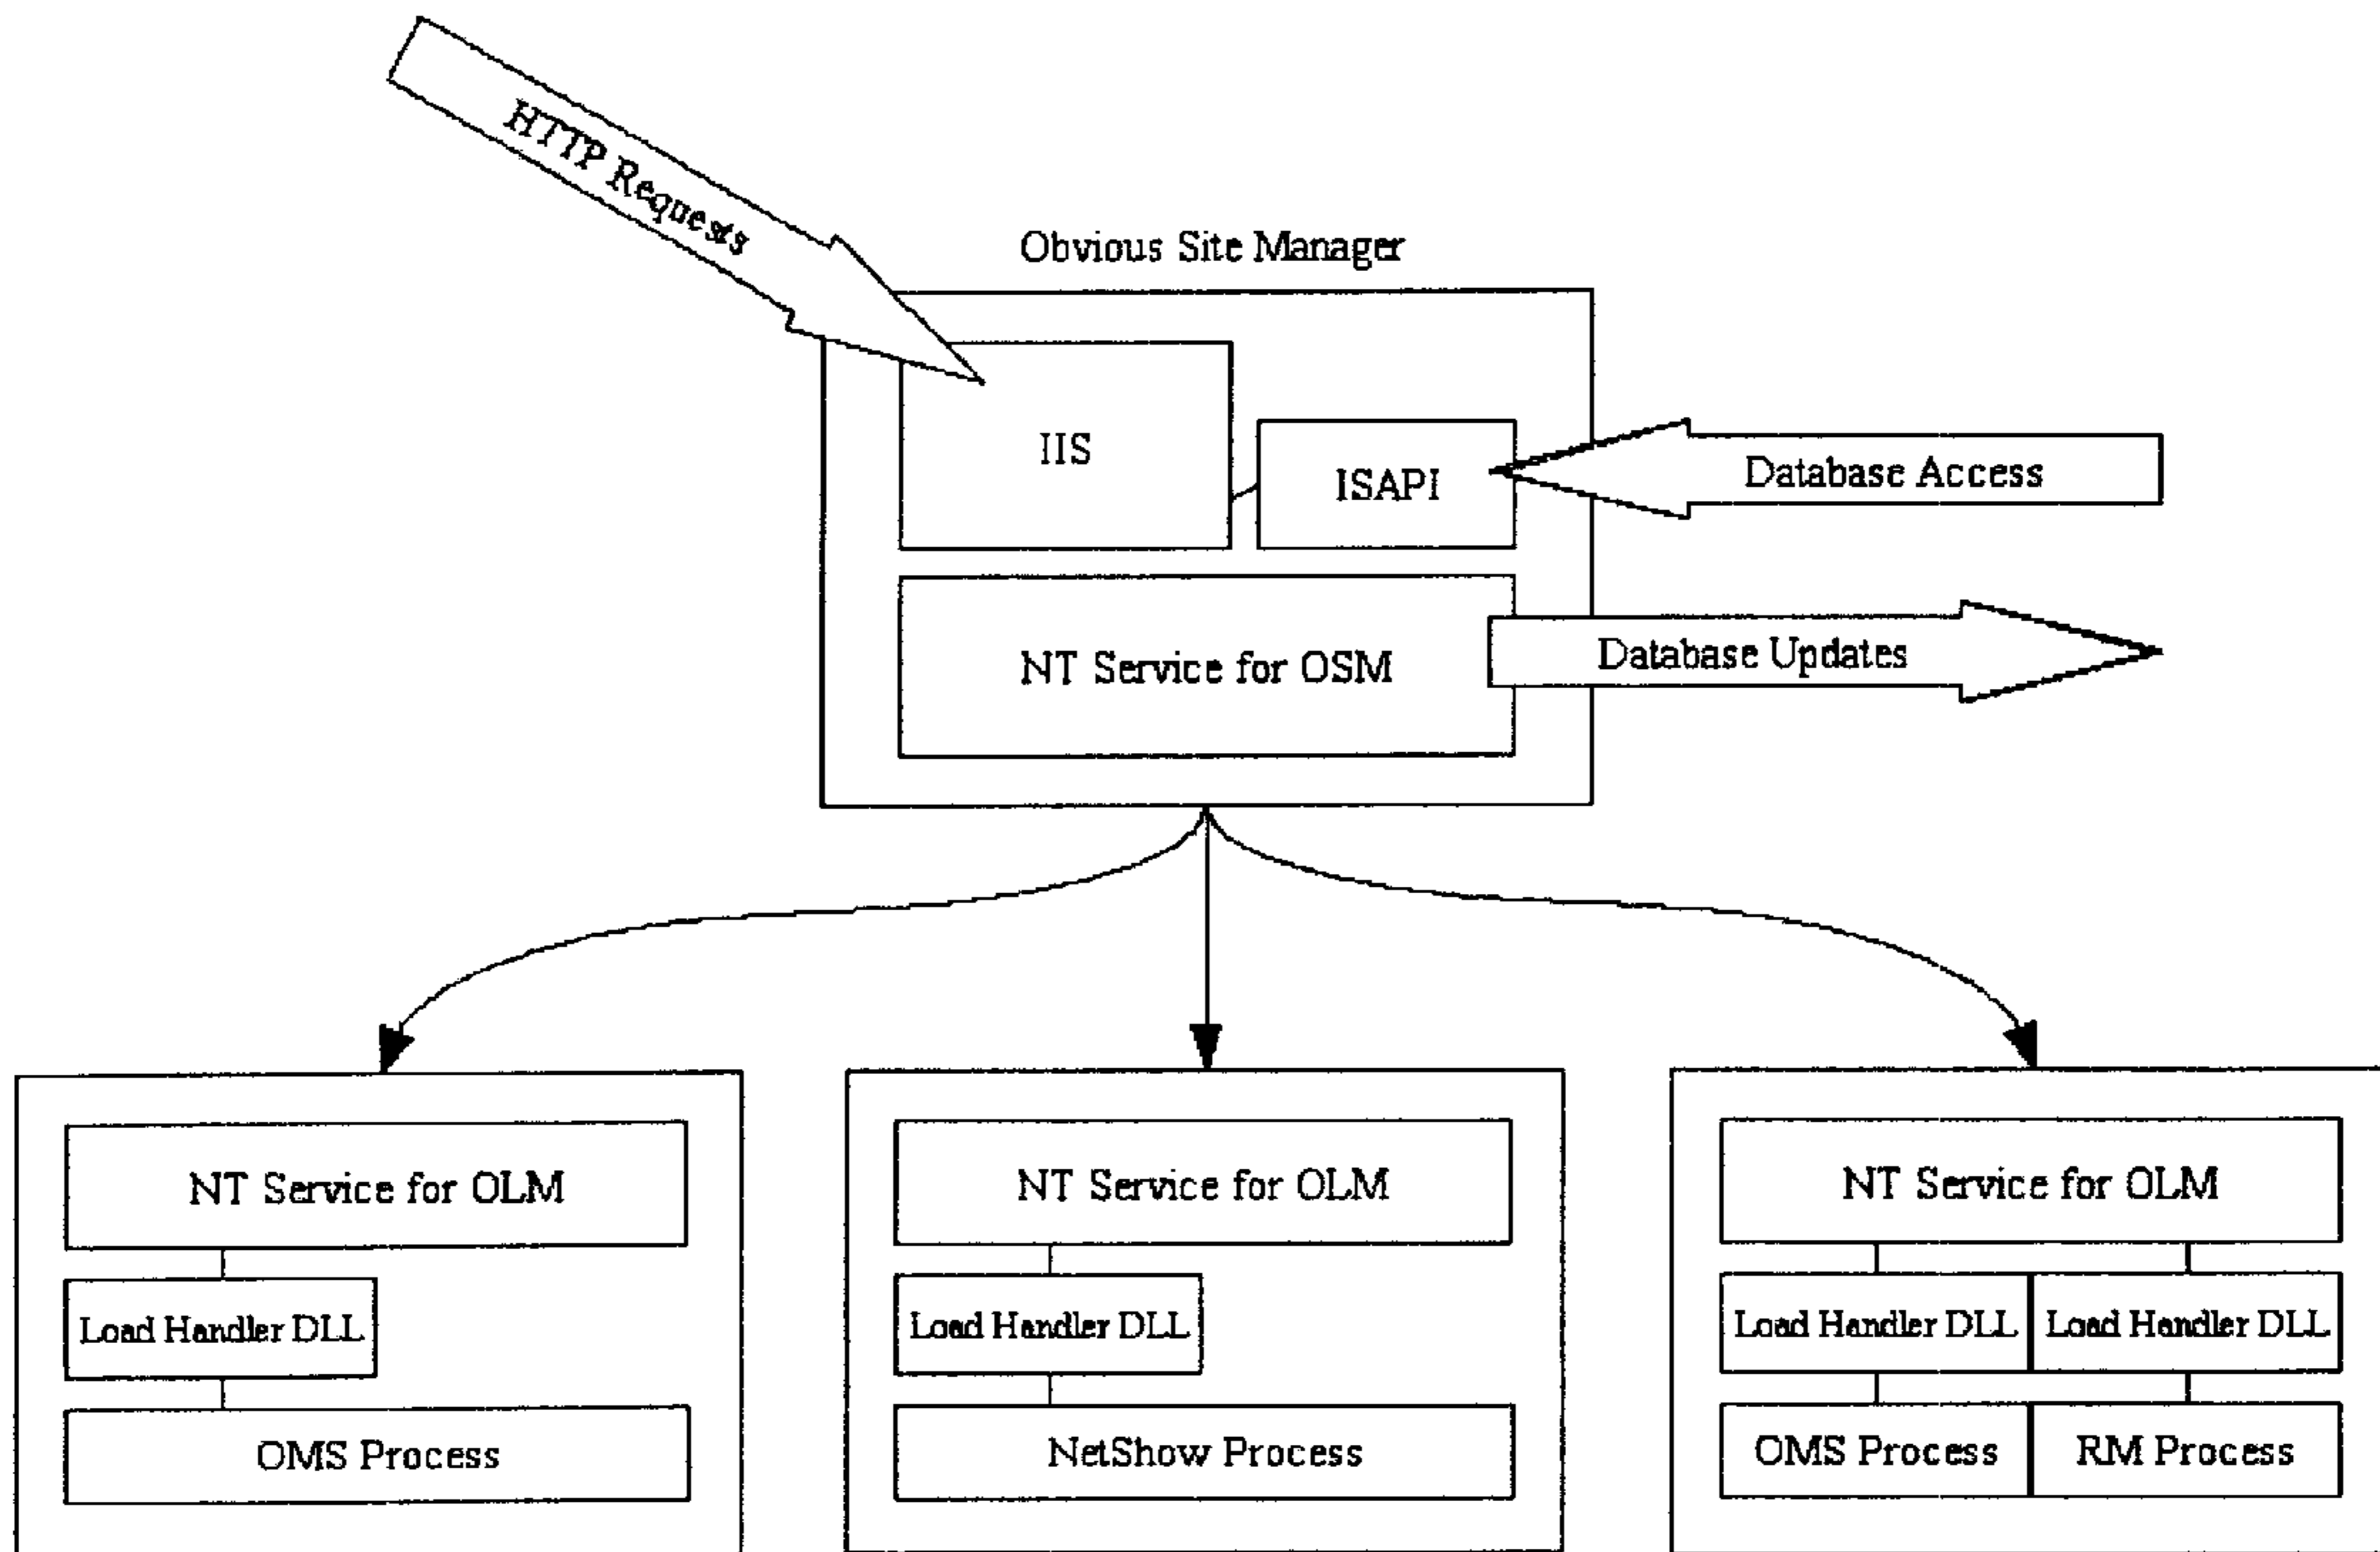 HTTP Requests
Obvious Site Manager
IIS
ISAPI
Database Access
NT Service for OSM
Database Updates
NT Service for OLM
Load Handler DLL
OMS Process
NT Service for OLM
Load Handler DLL
NetShow Process
NT Service for OLM
Load Handler DLL
Load Handler DLL
OMS Process
RM Process